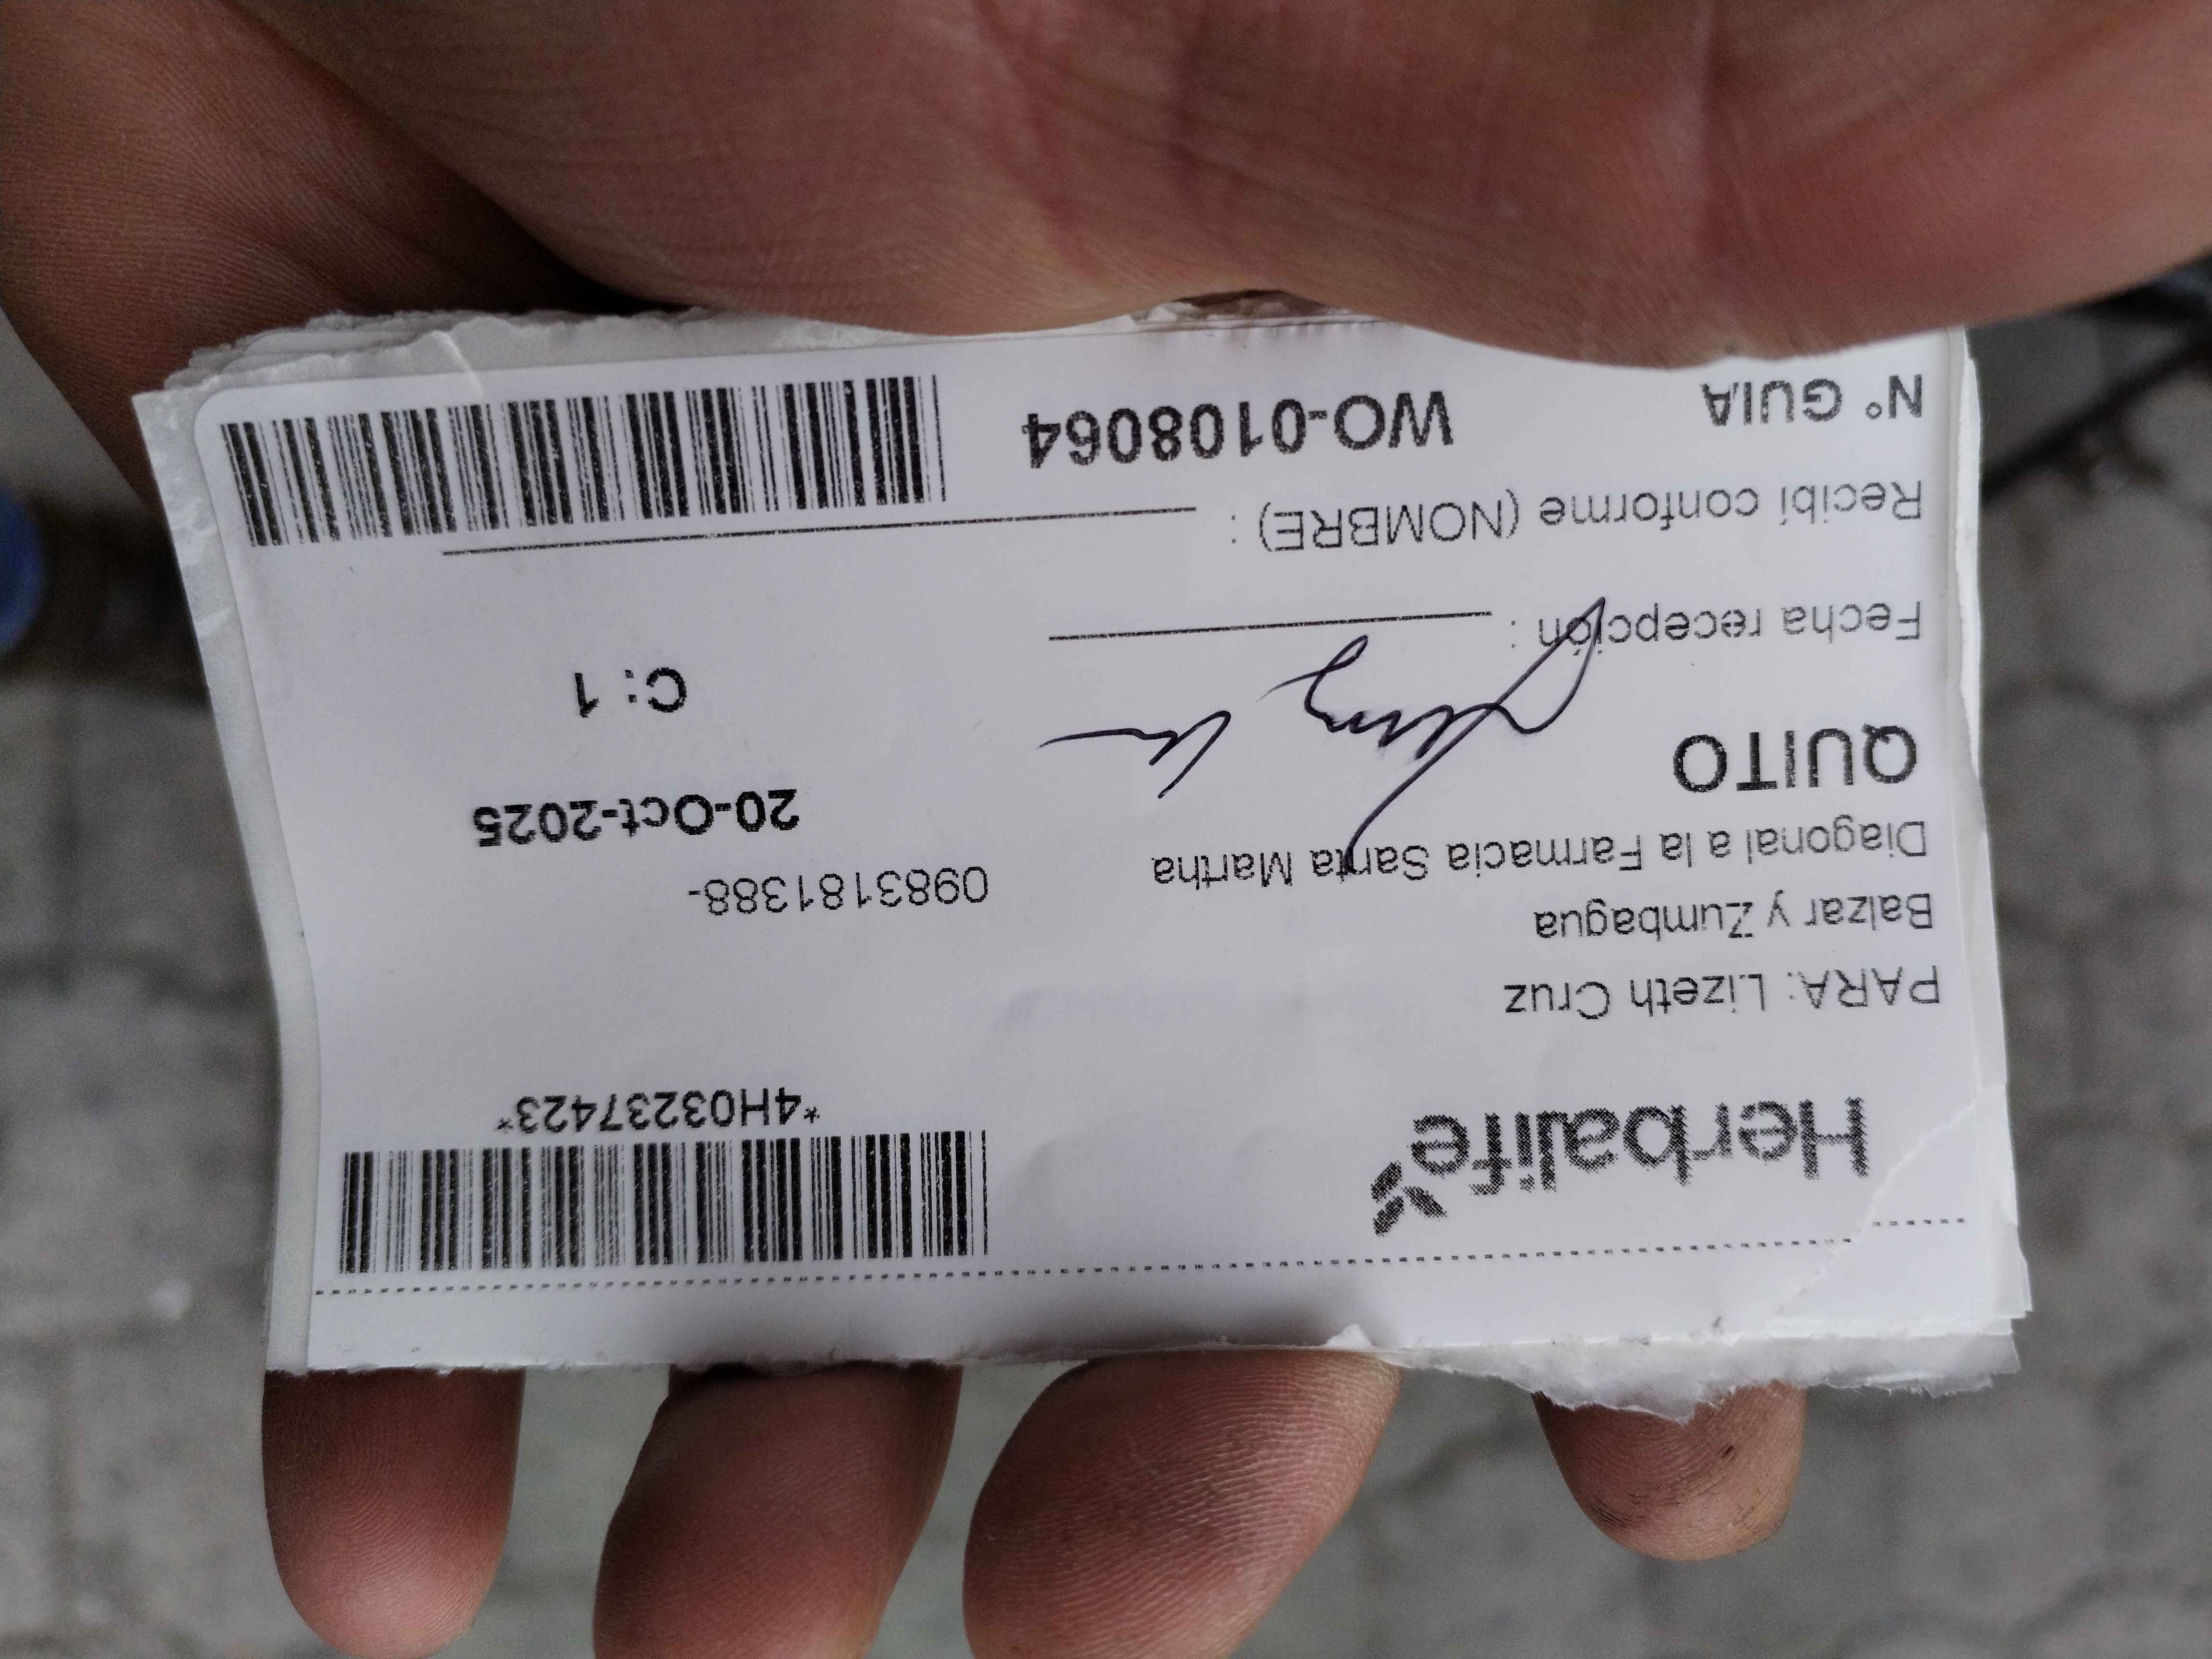 Herbalife
*4H03237423*
PARA: Lizeth Cruz
Balzar y Zumbagua
Diagonal a la Farmacia Santa Martha
0983181388-
QUITO
20-Oct-2025
C: 1
Fecha recepción :
Recibí conforme (NOMBRE) :
N° GUIA
WO-0108064